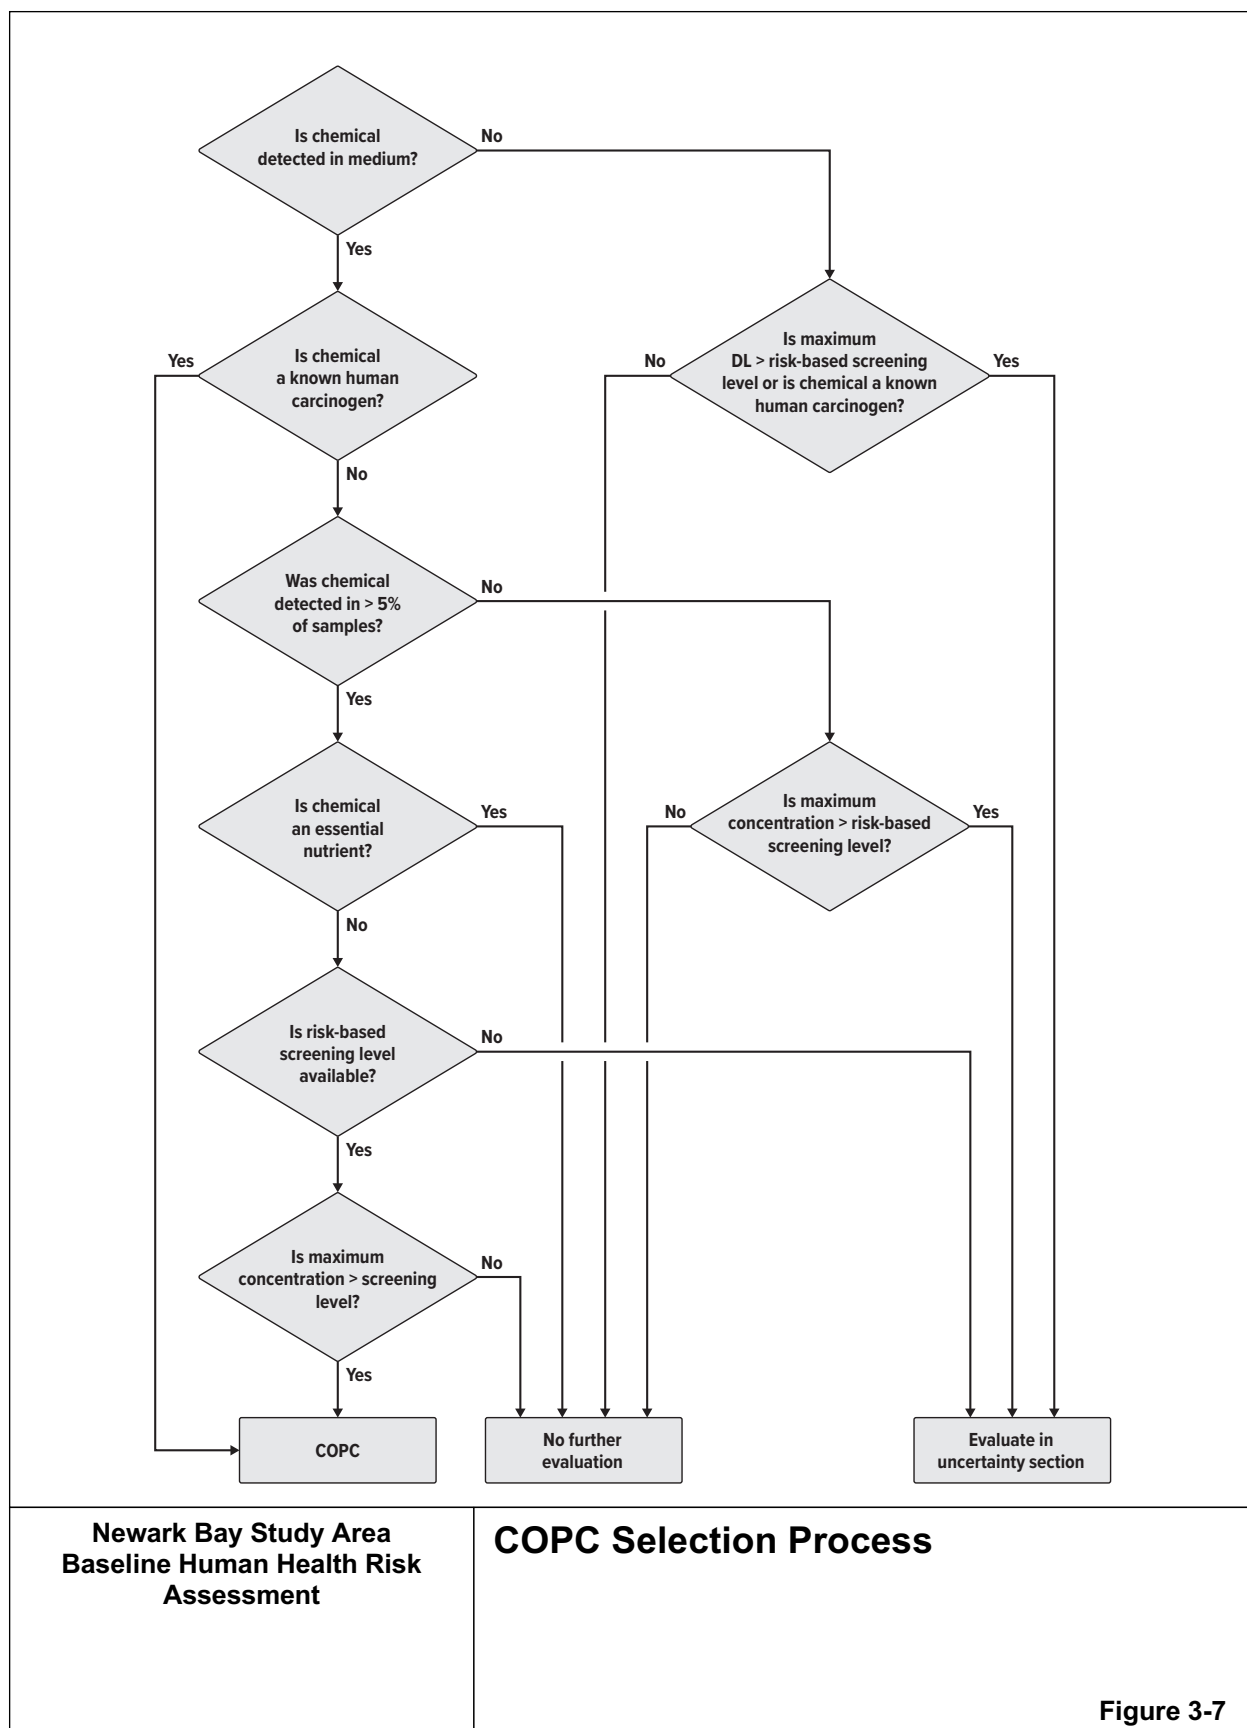 Is chemical
detected in medium?
No
Yes
Is chemical
a known human
carcinogen?
Yes
No
Is maximum
DL > risk-based screening
level or is chemical a known
human carcinogen?
No
Yes
Was chemical
detected in > 5%
of samples?
No
Yes
Is chemical
an essential
nutrient?
Yes
No
Is maximum
concentration > risk-based
screening level?
No
Yes
Is risk-based
screening level
available?
No
Yes
Is maximum
concentration > screening
level?
No
Yes
COPC
No further
evaluation
Evaluate in
uncertainty section
Newark Bay Study Area
Baseline Human Health Risk
Assessment
COPC Selection Process
Figure 3-7